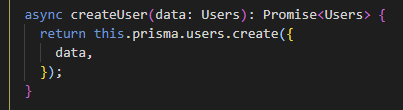 async createUser(data: Users): Promise<Users> {
return this.prisma.users.create({
data,
});
}